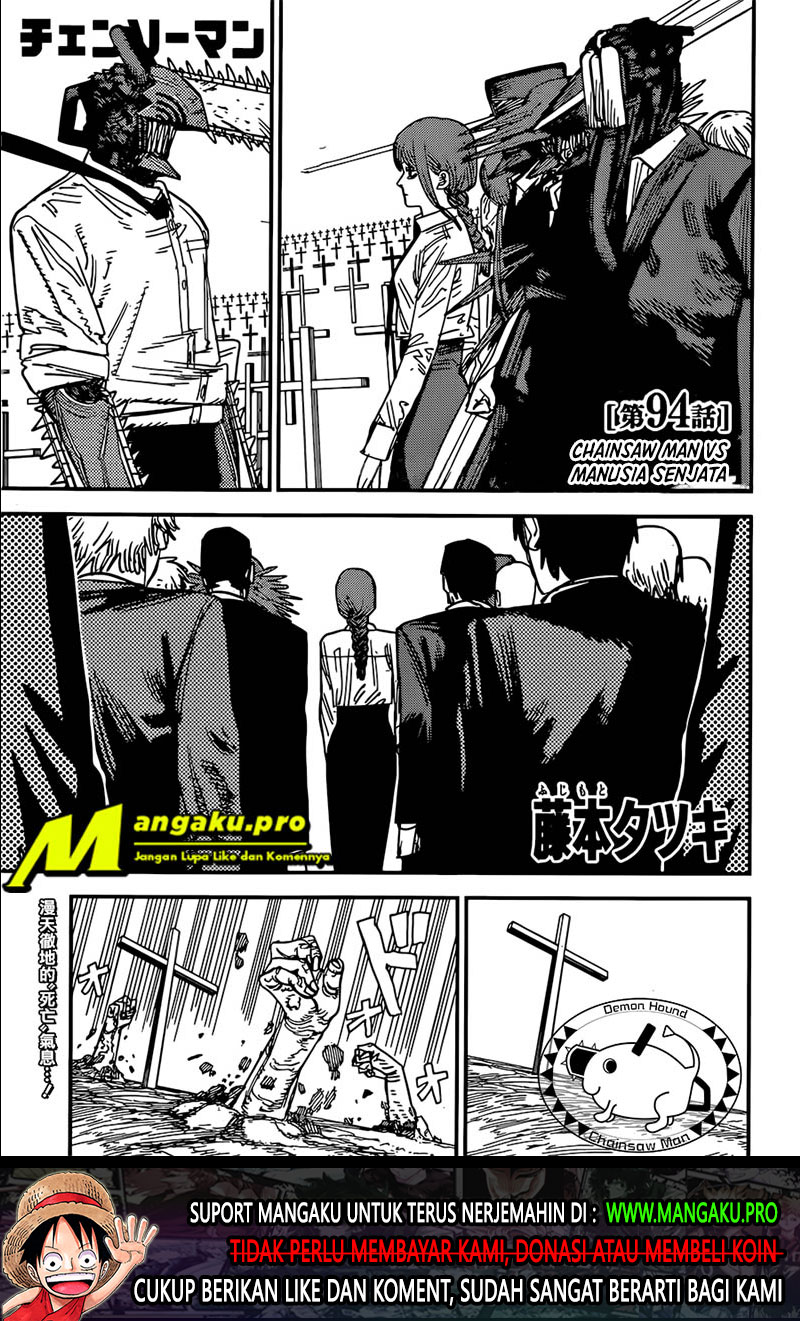 チェンソーマン
[第94話]
CHAINSAW MAN VS
MANUSIA SENJATA
Mangaku.pro
Jangan Lupa Like dan Komennya
ふじもと
藤本タツキ
漫天徹地的“死亡”氣息…!
ドオオオ
Demon Hound
Chainsaw Man
SUPORT MANGAKU UNTUK TERUS NERJEMAHIN DI : WWW.MANGAKU.PRO
TIDAK PERLU MEMBAYAR KAMI, DONASI ATAU MEMBELI KOIN
CUKUP BERIKAN LIKE DAN KOMENT, SUDAH SANGAT BERARTI BAGI KAMI